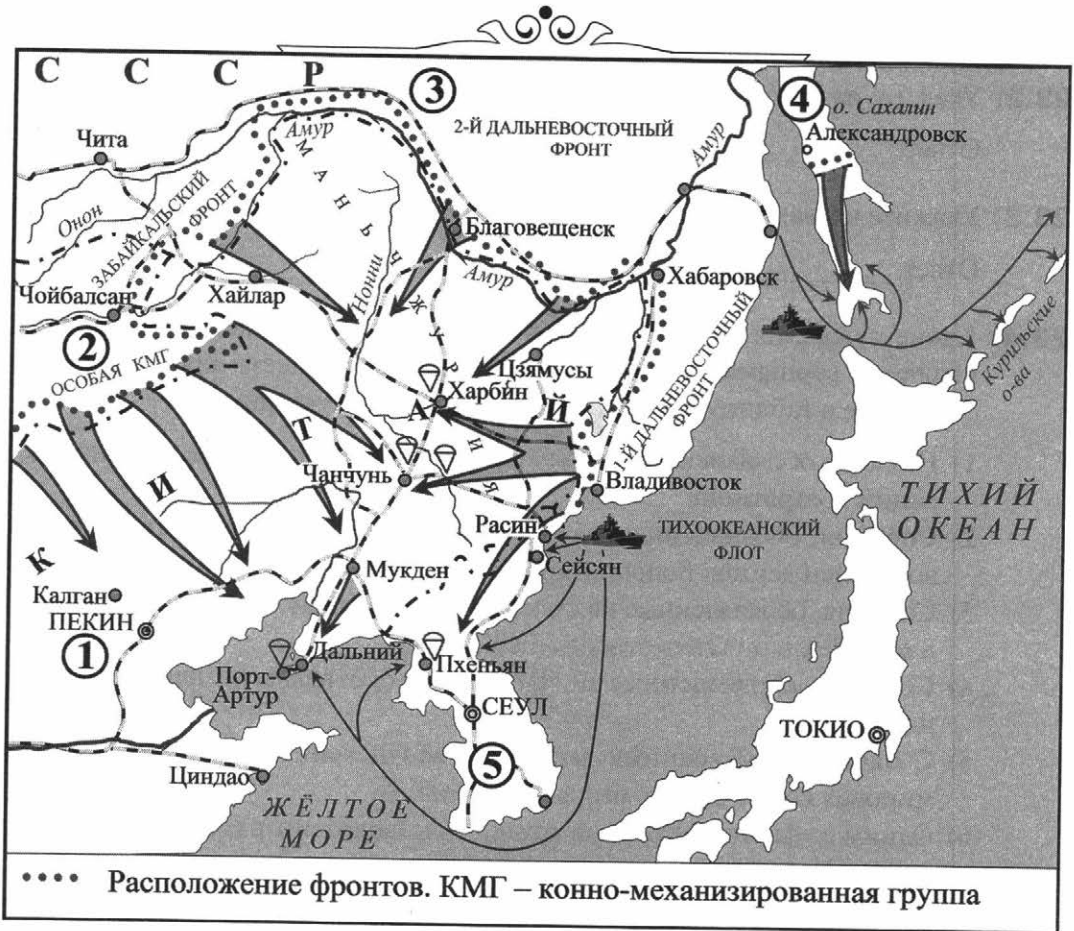 С С С Р
③
④
о. Сахалин
Александровск
2-й ДАЛЬНЕВОСТОЧНЫЙ
ФРОНТ
Амур
Амур
Чита
Онон
ЗАБАЙКАЛЬСКИЙ
ФРОНТ
МАНЬЧЖУРИЯ
Благовещенск
Амур
Нонни
Хабаровск
Чойбалсан
Хайлар
②
ОСОБАЯ КМГ
Цзямусы
Харбин
1-Й ДАЛЬНЕВОСТОЧНЫЙ
ФРОНТ
Курильские
о-ва
КИТАЙ
Чанчунь
Владивосток
ТИХИЙ
ОКЕАН
Расин
ТИХООКЕАНСКИЙ
ФЛОТ
Сейсян
Мукден
Калган
ПЕКИН
①
Дальний
Порт-
Артур
Пхеньян
СЕУЛ
ТОКИО
⑤
Циндао
ЖЁЛТОЕ
МОРЕ
Расположение фронтов. КМГ – конно-механизированная группа